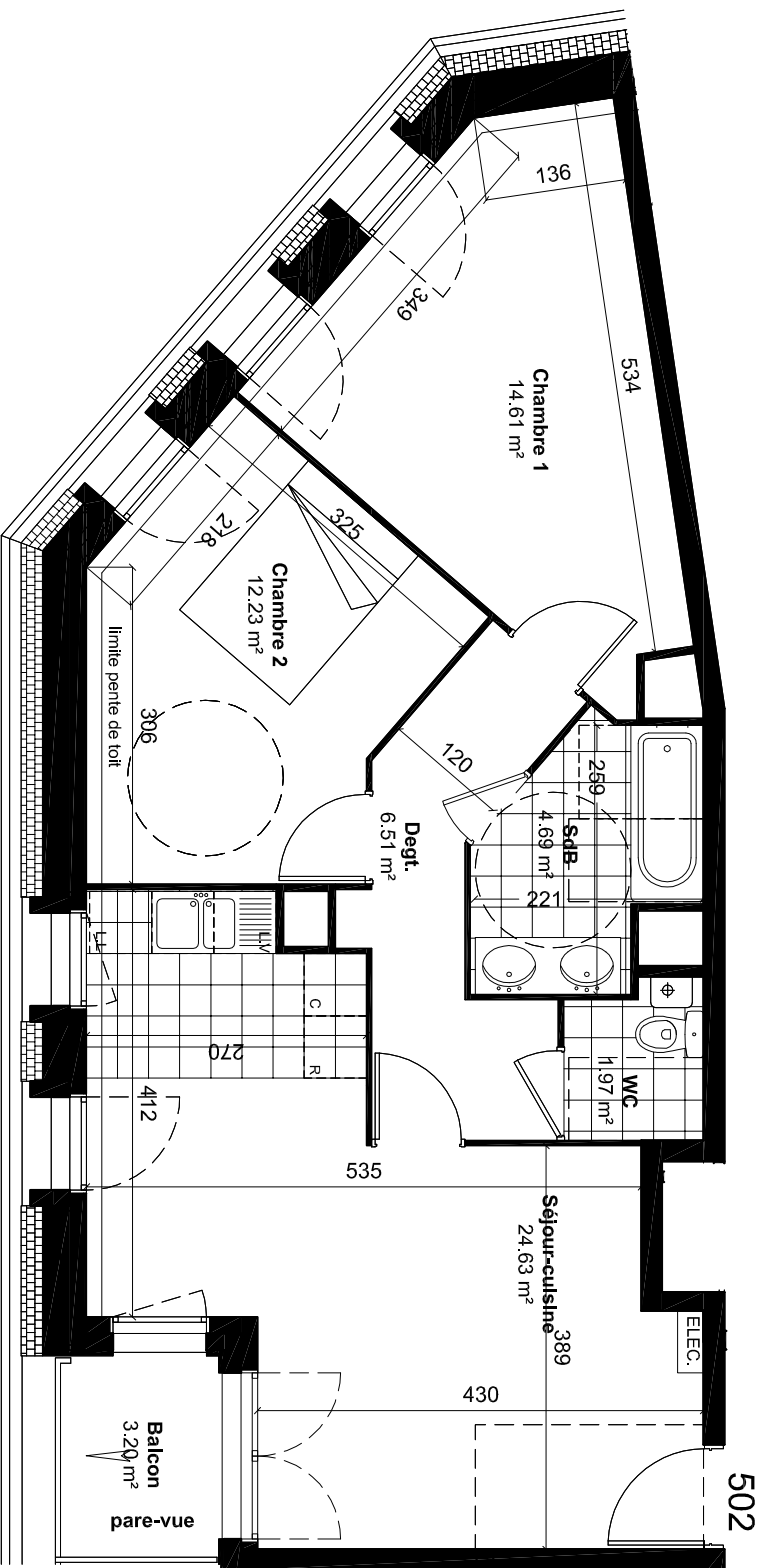 136
349
534
Chambre 1
14.61 m²
218
325
Chambre 2
12.23 m²
limite pente de toit
306
120
259
SdB
4.69 m²
Degt.
6.51 m²
221
LL
LV
C
R
270
WC
1.97 m²
412
535
Séjour-cuisine
24.63 m²
389
ELEC.
430
Balcon
3.20 m²
pare-vue
502